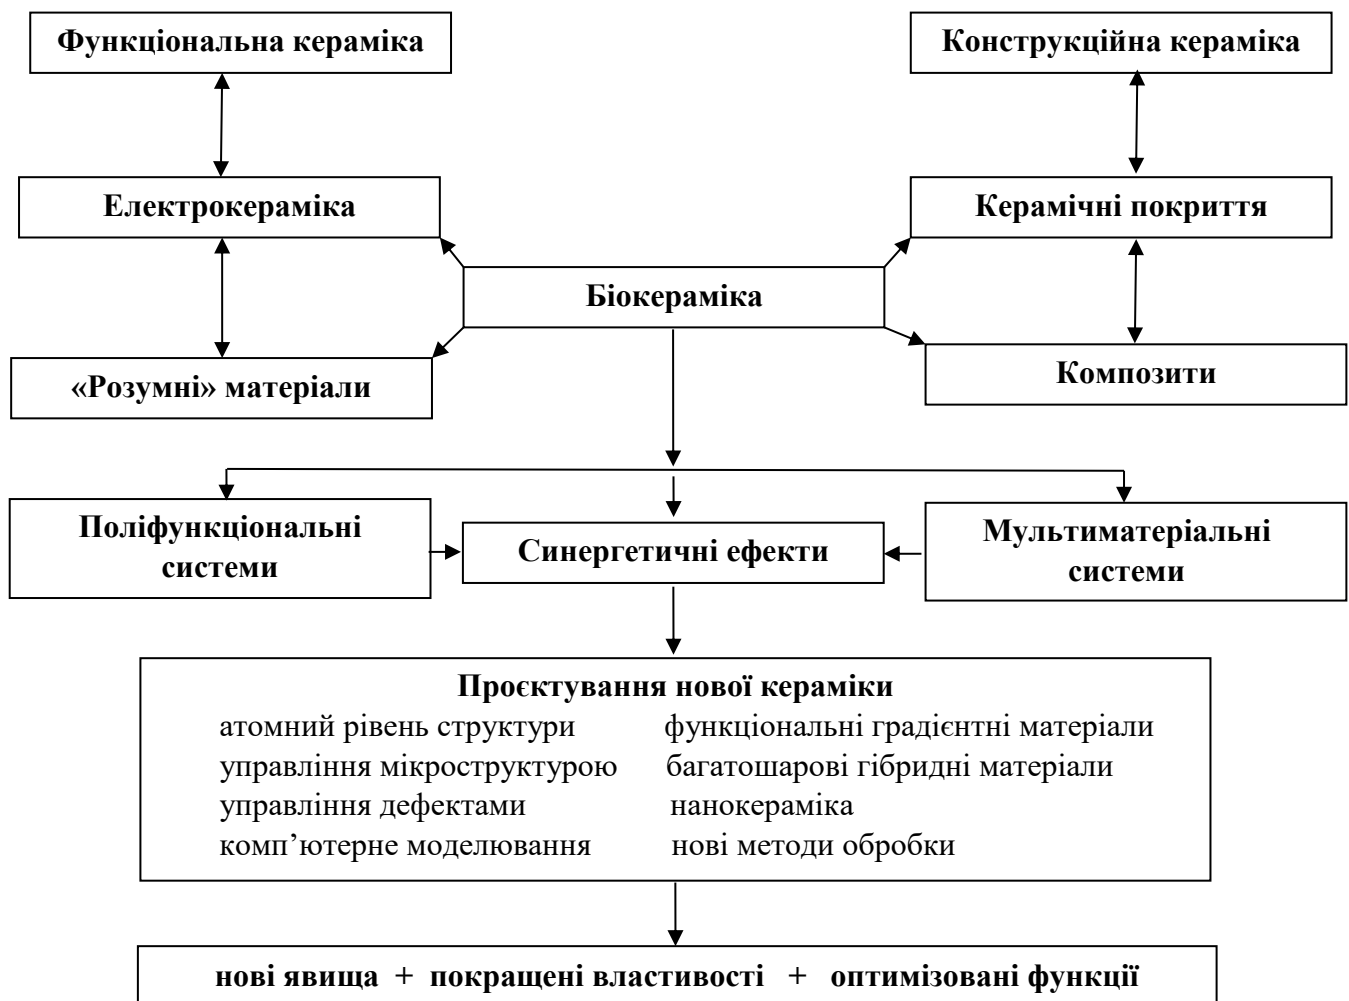 Функціональна кераміка
Конструкційна кераміка
Електрокераміка
Керамічні покриття
Біокераміка
«Розумні» матеріали
Композити
Поліфункціональні
системи
Синергетичні ефекти
Мультиматеріальні
системи
Проєктування нової кераміки
атомний рівень структури функціональні градієнтні матеріали
управління мікроструктурою багатошарові гібридні матеріали
управління дефектами нанокераміка
комп’ютерне моделювання нові методи обробки
нові явища + покращені властивості + оптимізовані функції